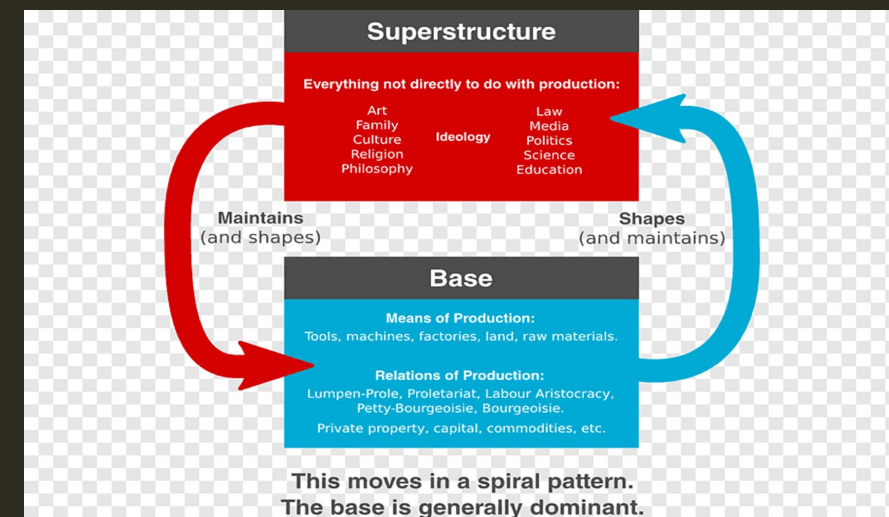 Superstructure
Everything not directly to do with production:
Art
Family
Culture
Religion
Philosophy
Ideology
Law
Media
Politics
Science
Education
Maintains
(and shapes)
Shapes
(and maintains)
Base
Means of Production:
Tools, machines, factories, land, raw materials.
Relations of Production:
Lumpen-Prole, Proletariat, Labour Aristocracy,
Petty-Bourgeoisie, Bourgeoisie.
Private property, capital, commodities, etc.
This moves in a spiral pattern.
The base is generally dominant.